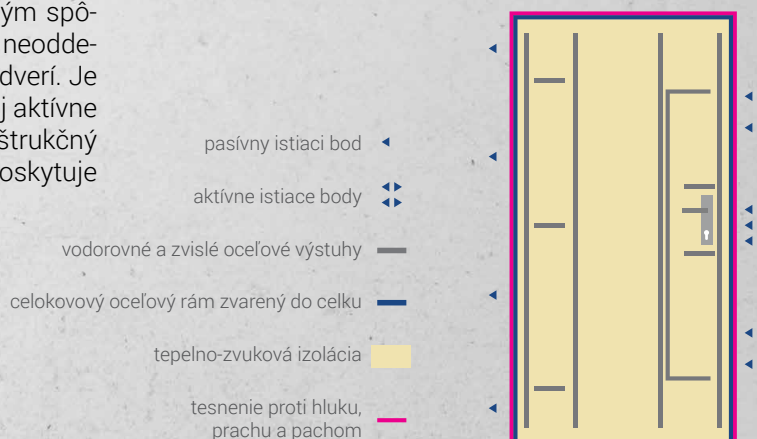 ým spô-
neodde-
dverí. Je
j aktívne
štrukčný
oskytuje
pasívny istiaci bod
aktívne istiace body
vodorovné a zvislé oceľové výstuhy
celokovový oceľový rám zvarený do celku
tepelno-zvuková izolácia
tesnenie proti hluku,
prachu a pachom